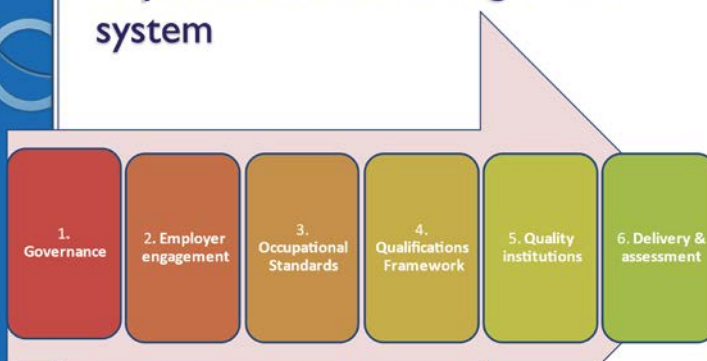 system
1.
Governance
2. Employer
engagement
3.
Occupational
Standards
4.
Qualifications
Framework
5. Quality
institutions
6. Delivery &
assessment